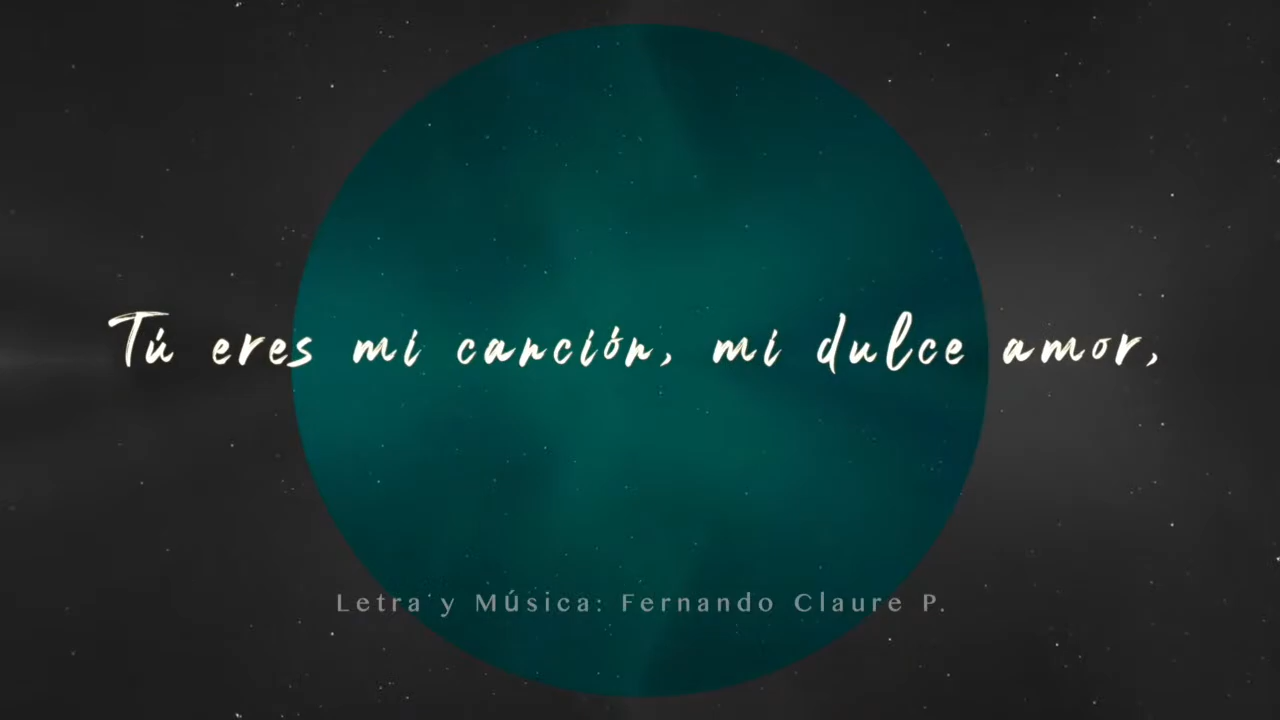 Tú eres mi canción, mi dulce amor,
Letra y Música: Fernando Claure P.